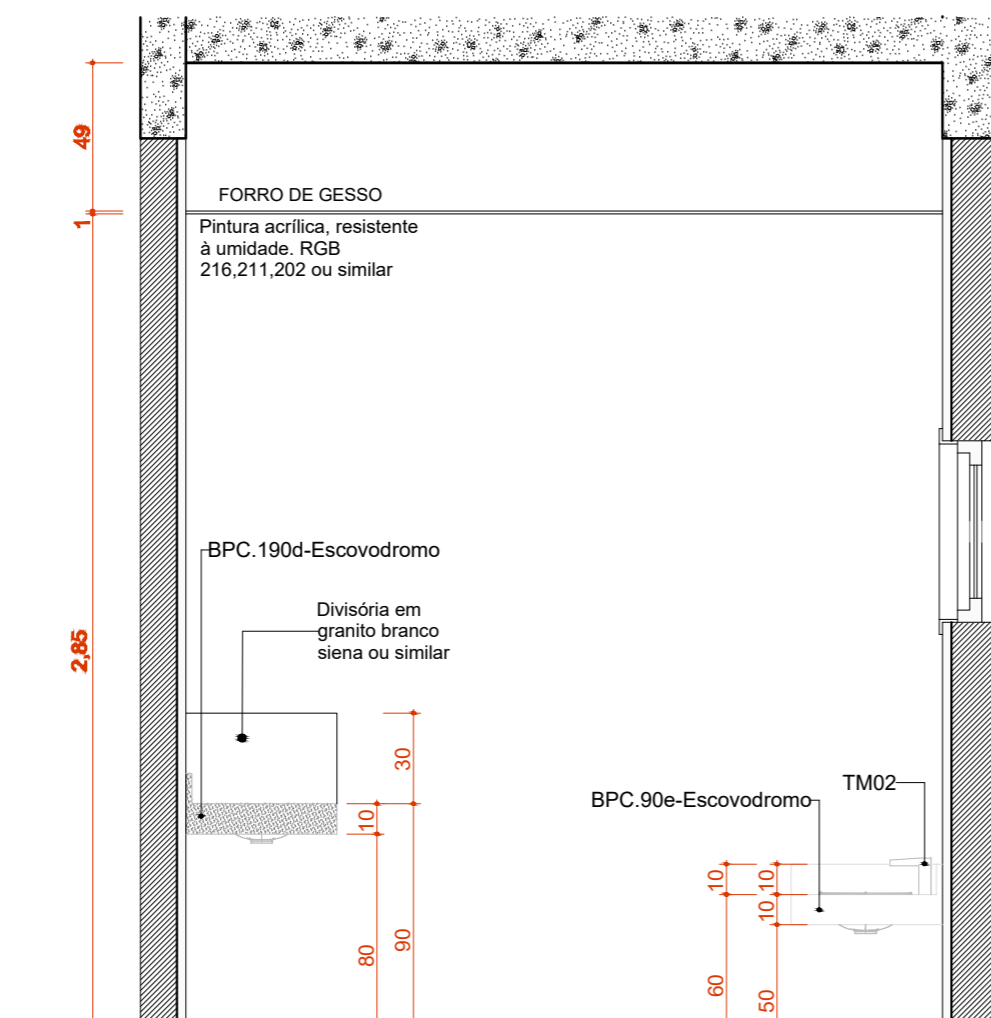 49
FORRO DE GESSO
1
Pintura acrílica, resistente
à umidade. RGB
216,211,202 ou similar
BPC.190d-Escovodromo
Divisória em
granito branco
siena ou similar
2,85
30
TM02
BPC.90e-Escovodromo
10
10
10
10
90
80
60
50